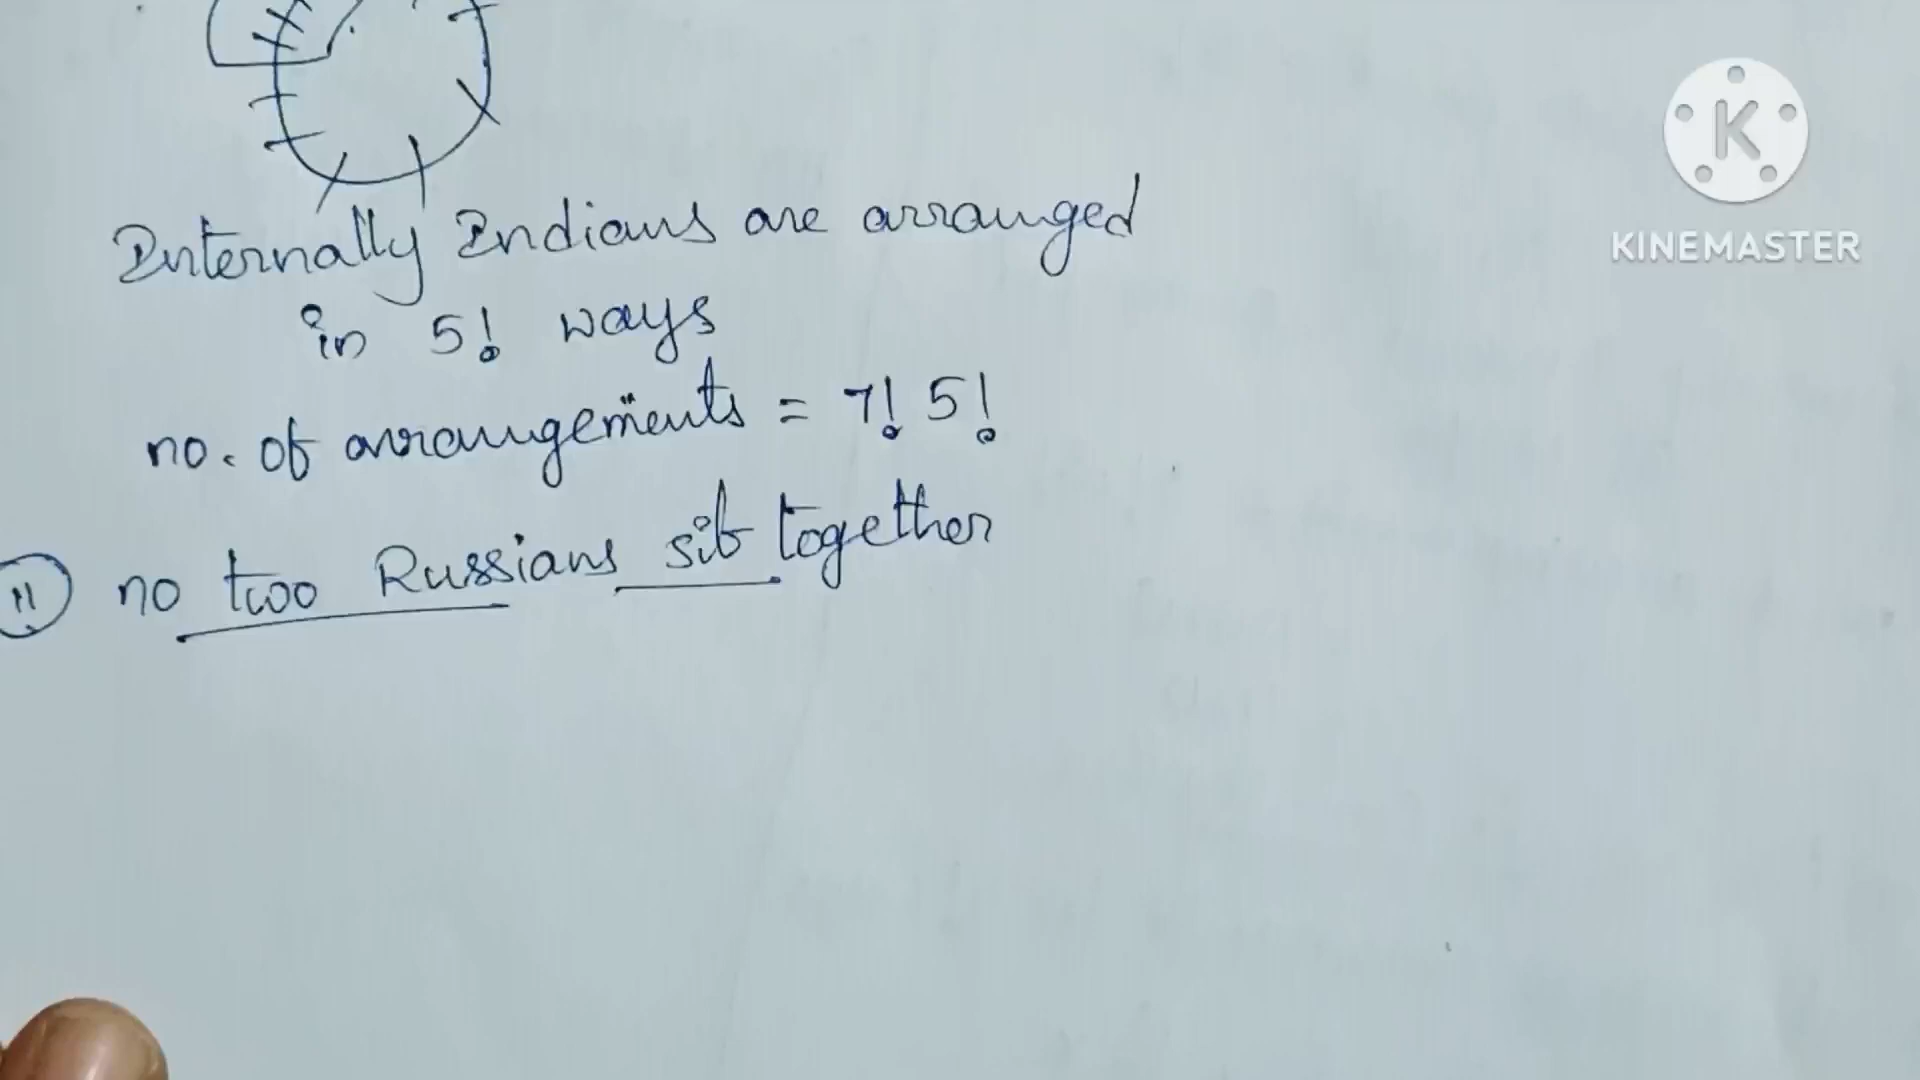 K
KINEMASTER
Internally Indians are arranged
in 5! ways
no. of arrangements = 7! 5!
(ii) no two Russians sit together